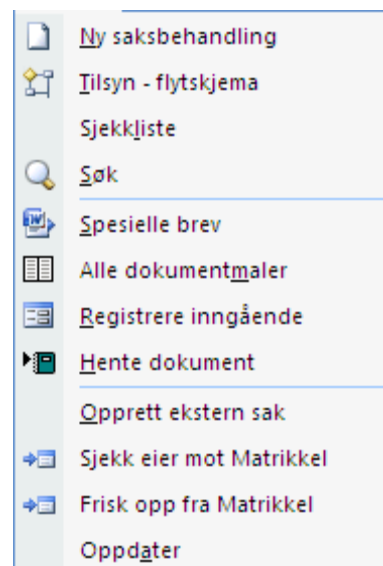 Ny saksbehandling
Tilsyn - flytskjema
Sjekkliste
Søk
Spesielle brev
Alle dokumentmaler
Registrere inngående
Hente dokument
Opprett ekstern sak
Sjekk eier mot Matrikkel
Frisk opp fra Matrikkel
Oppdater